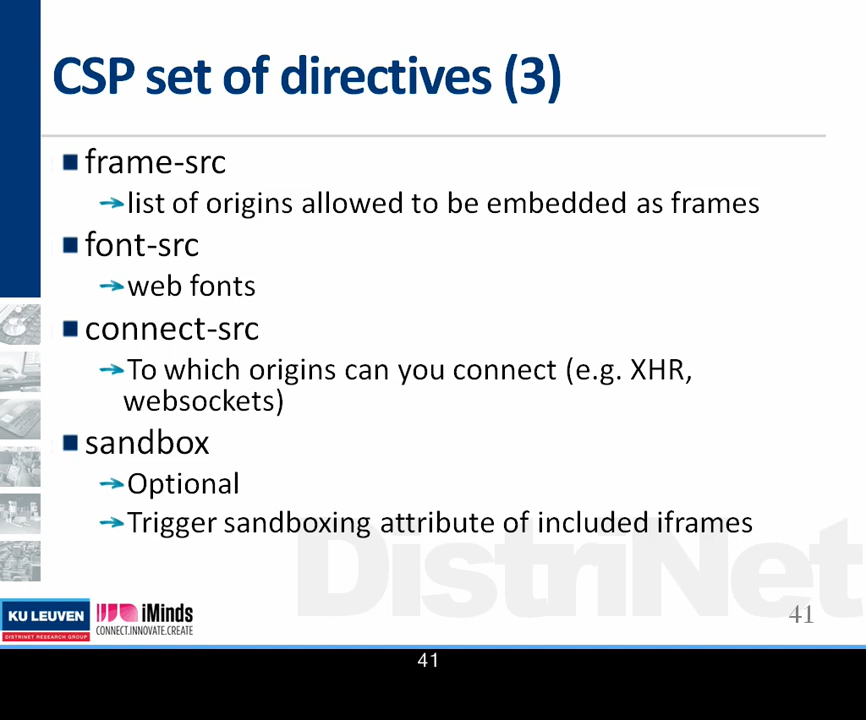 CSP set of directives (3)
frame-src
list of origins allowed to be embedded as frames
font-src
web fonts
connect-src
To which origins can you connect (e.g. XHR,
websockets)
sandbox
Optional
Trigger sandboxing attribute of included iframes
DistriNet
KU LEUVEN
DISTRINET RESEARCH GROUP
iMinds
CONNECT.INNOVATE.CREATE
41
41